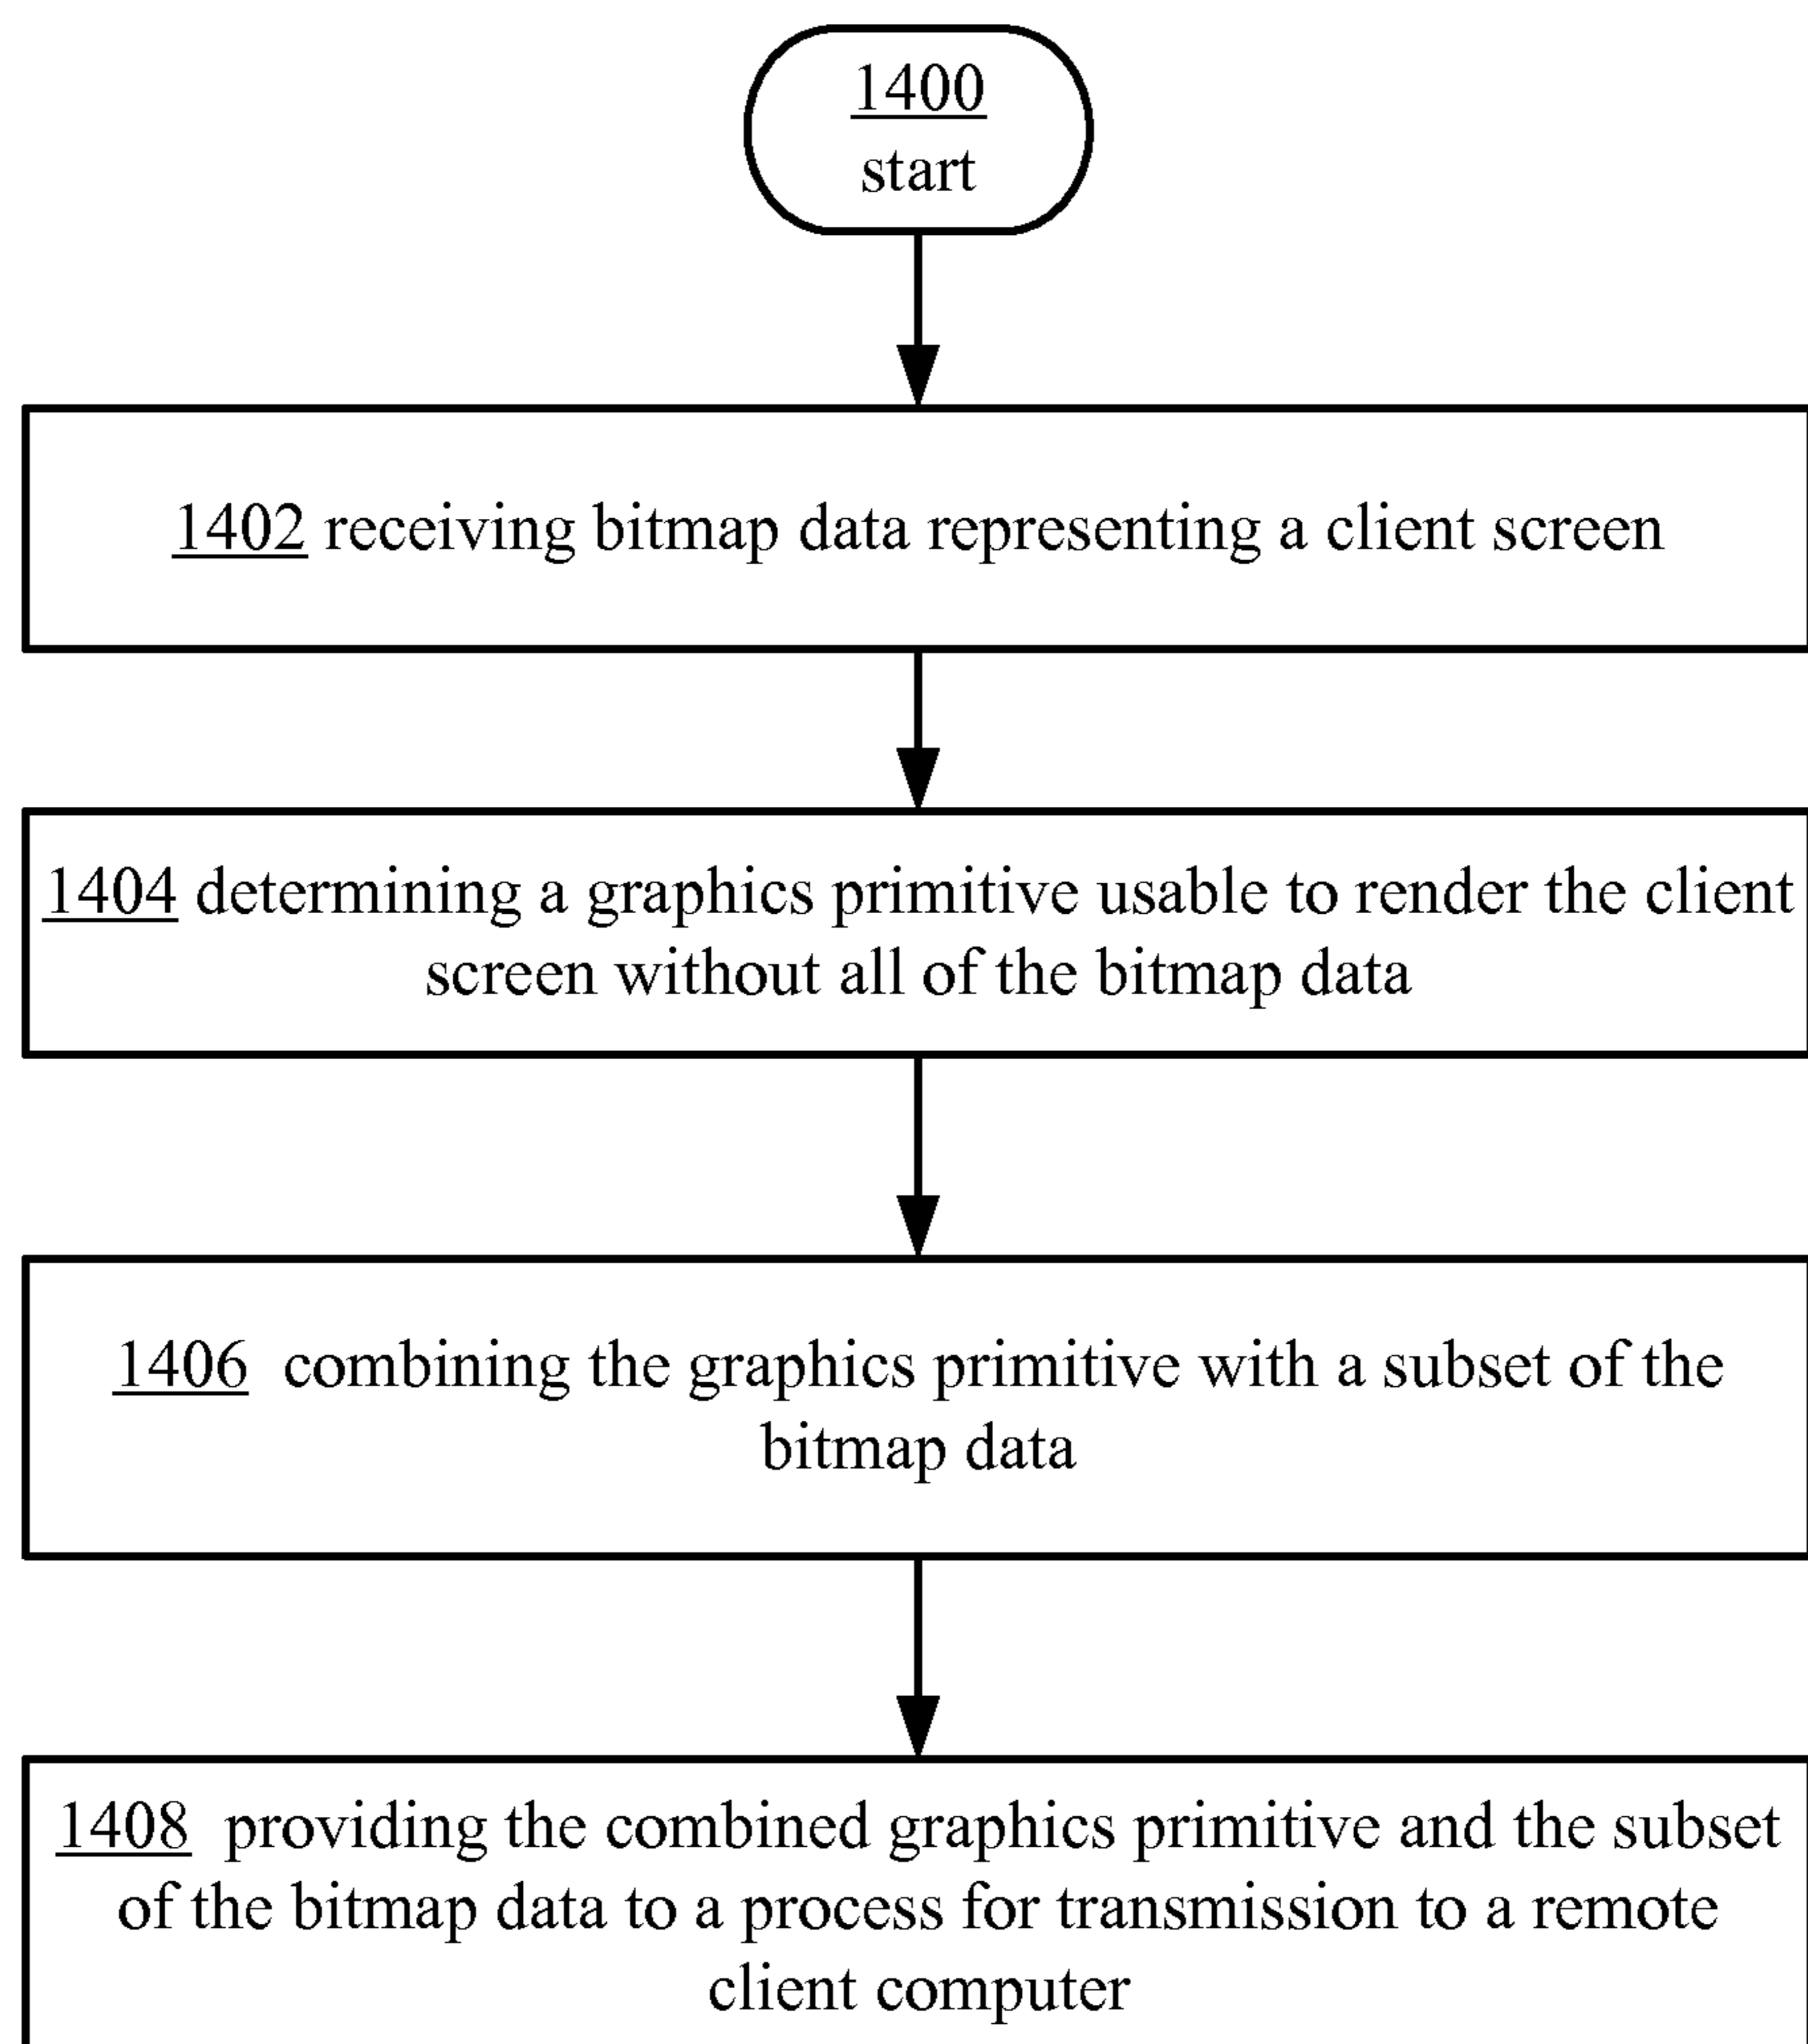 1400
start
1402 receiving bitmap data representing a client screen
1404 determining a graphics primitive usable to render the client
screen without all of the bitmap data
1406 combining the graphics primitive with a subset of the
bitmap data
1408 providing the combined graphics primitive and the subset
of the bitmap data to a process for transmission to a remote
client computer